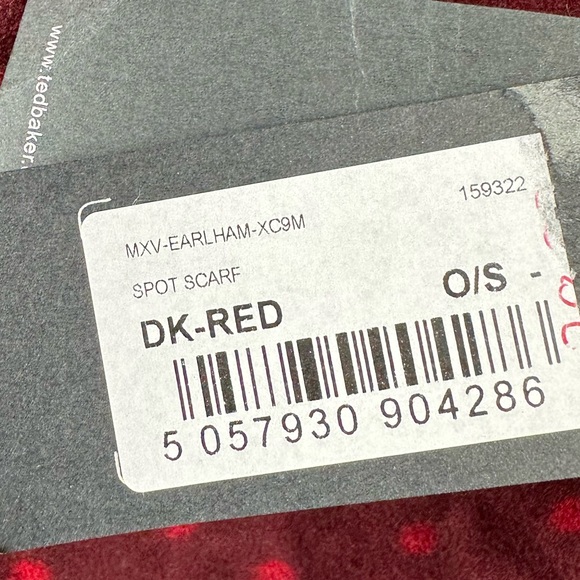 www.tedbaker.
159322
MXV-EARLHAM-XC9M
SPOT SCARF
DK-RED
O/S -
5 057930 904286